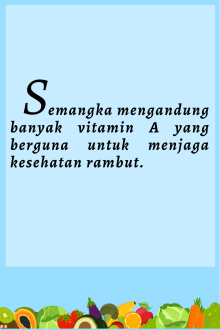 Semangka mengandung
banyak vitamin A yang
berguna untuk menjaga
kesehatan rambut.